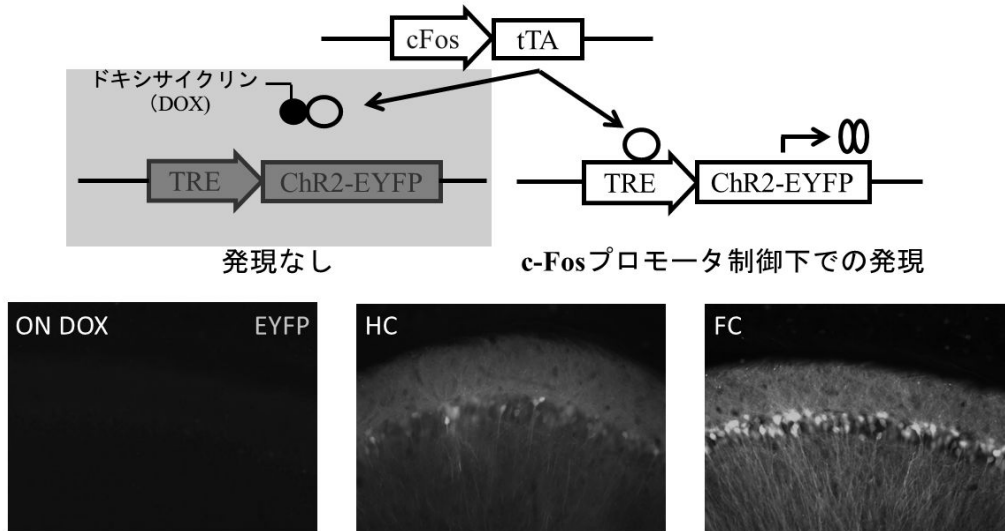 cFos tTA
ドキシサイクリン
(DOX)
TRE ChR2-EYFP
TRE ChR2-EYFP
発現なし
c-Fosプロモータ制御下での発現
ON DOX EYFP
HC
FC